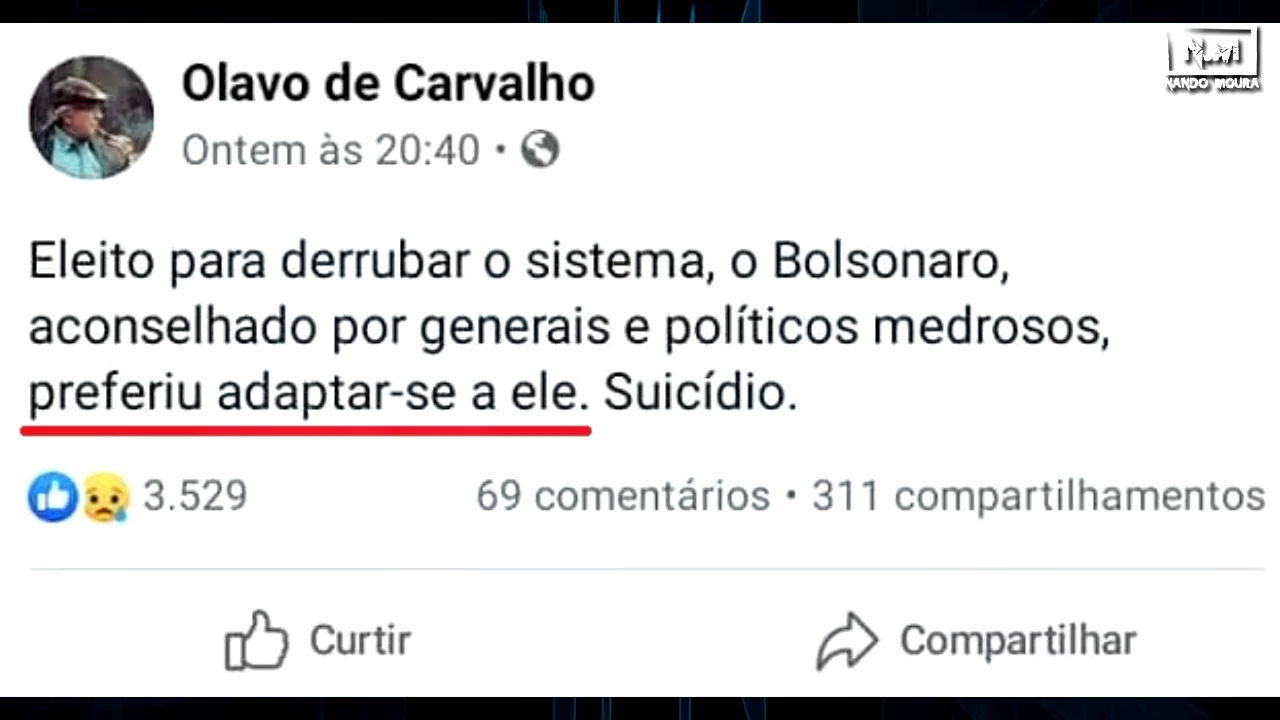 Olavo de Carvalho
Ontem às 20:40 •
Eleito para derrubar o sistema, o Bolsonaro,
aconselhado por generais e políticos medrosos,
preferiu adaptar-se a ele. Suicídio.
3.529
69 comentários • 311 compartilhamentos
Curtir
Compartilhar
NM
NANDO MOURA